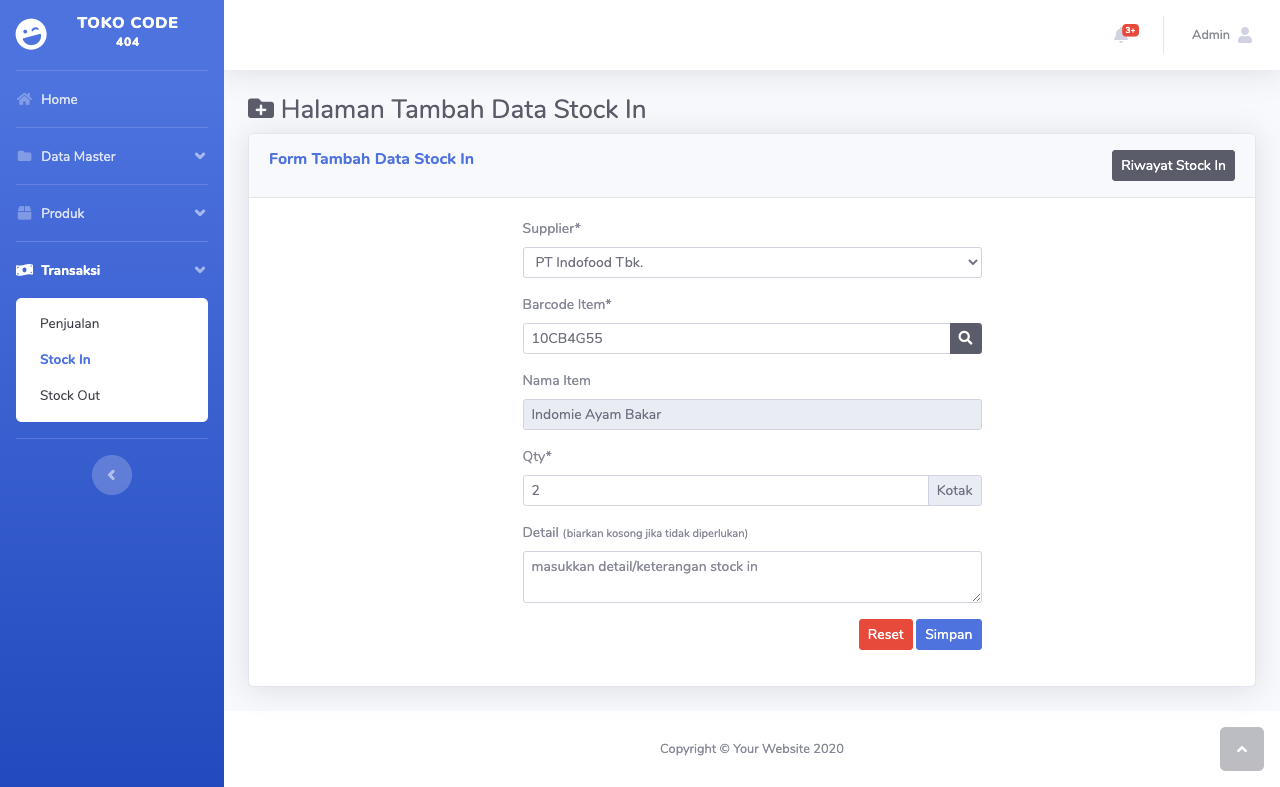 TOKO CODE
404
3+
Admin
Home
Data Master
Produk
Transaksi
Penjualan
Stock In
Stock Out
Halaman Tambah Data Stock In
Form Tambah Data Stock In
Riwayat Stock In
Supplier*
PT Indofood Tbk.
Barcode Item*
10CB4G55
Nama Item
Indomie Ayam Bakar
Qty*
2 Kotak
Detail (biarkan kosong jika tidak diperlukan)
masukkan detail/keterangan stock in
Reset Simpan
Copyright © Your Website 2020